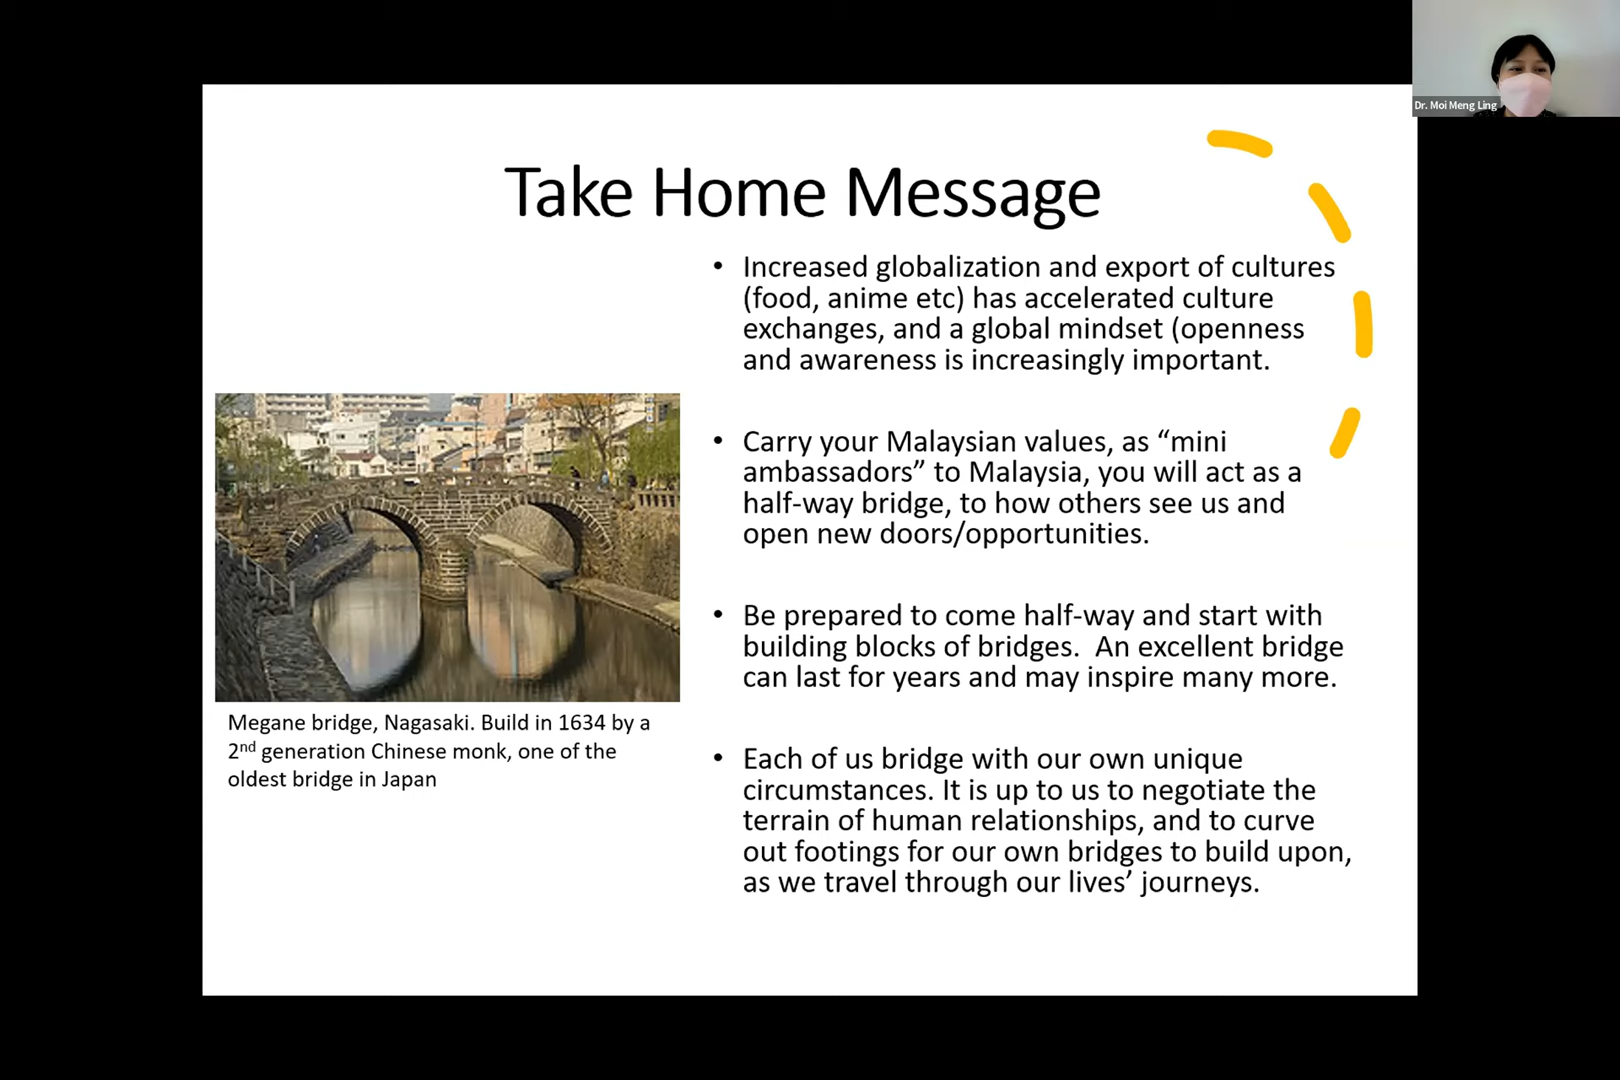 Dr. Moi Meng Ling
Take Home Message
• Increased globalization and export of cultures
(food, anime etc) has accelerated culture
exchanges, and a global mindset (openness
and awareness is increasingly important.
• Carry your Malaysian values, as “mini
ambassadors” to Malaysia, you will act as a
half-way bridge, to how others see us and
open new doors/opportunities.
• Be prepared to come half-way and start with
building blocks of bridges.  An excellent bridge
can last for years and may inspire many more.
• Each of us bridge with our own unique
circumstances. It is up to us to negotiate the
terrain of human relationships, and to curve
out footings for our own bridges to build upon,
as we travel through our lives’ journeys.
Megane bridge, Nagasaki. Build in 1634 by a
2nd generation Chinese monk, one of the
oldest bridge in Japan